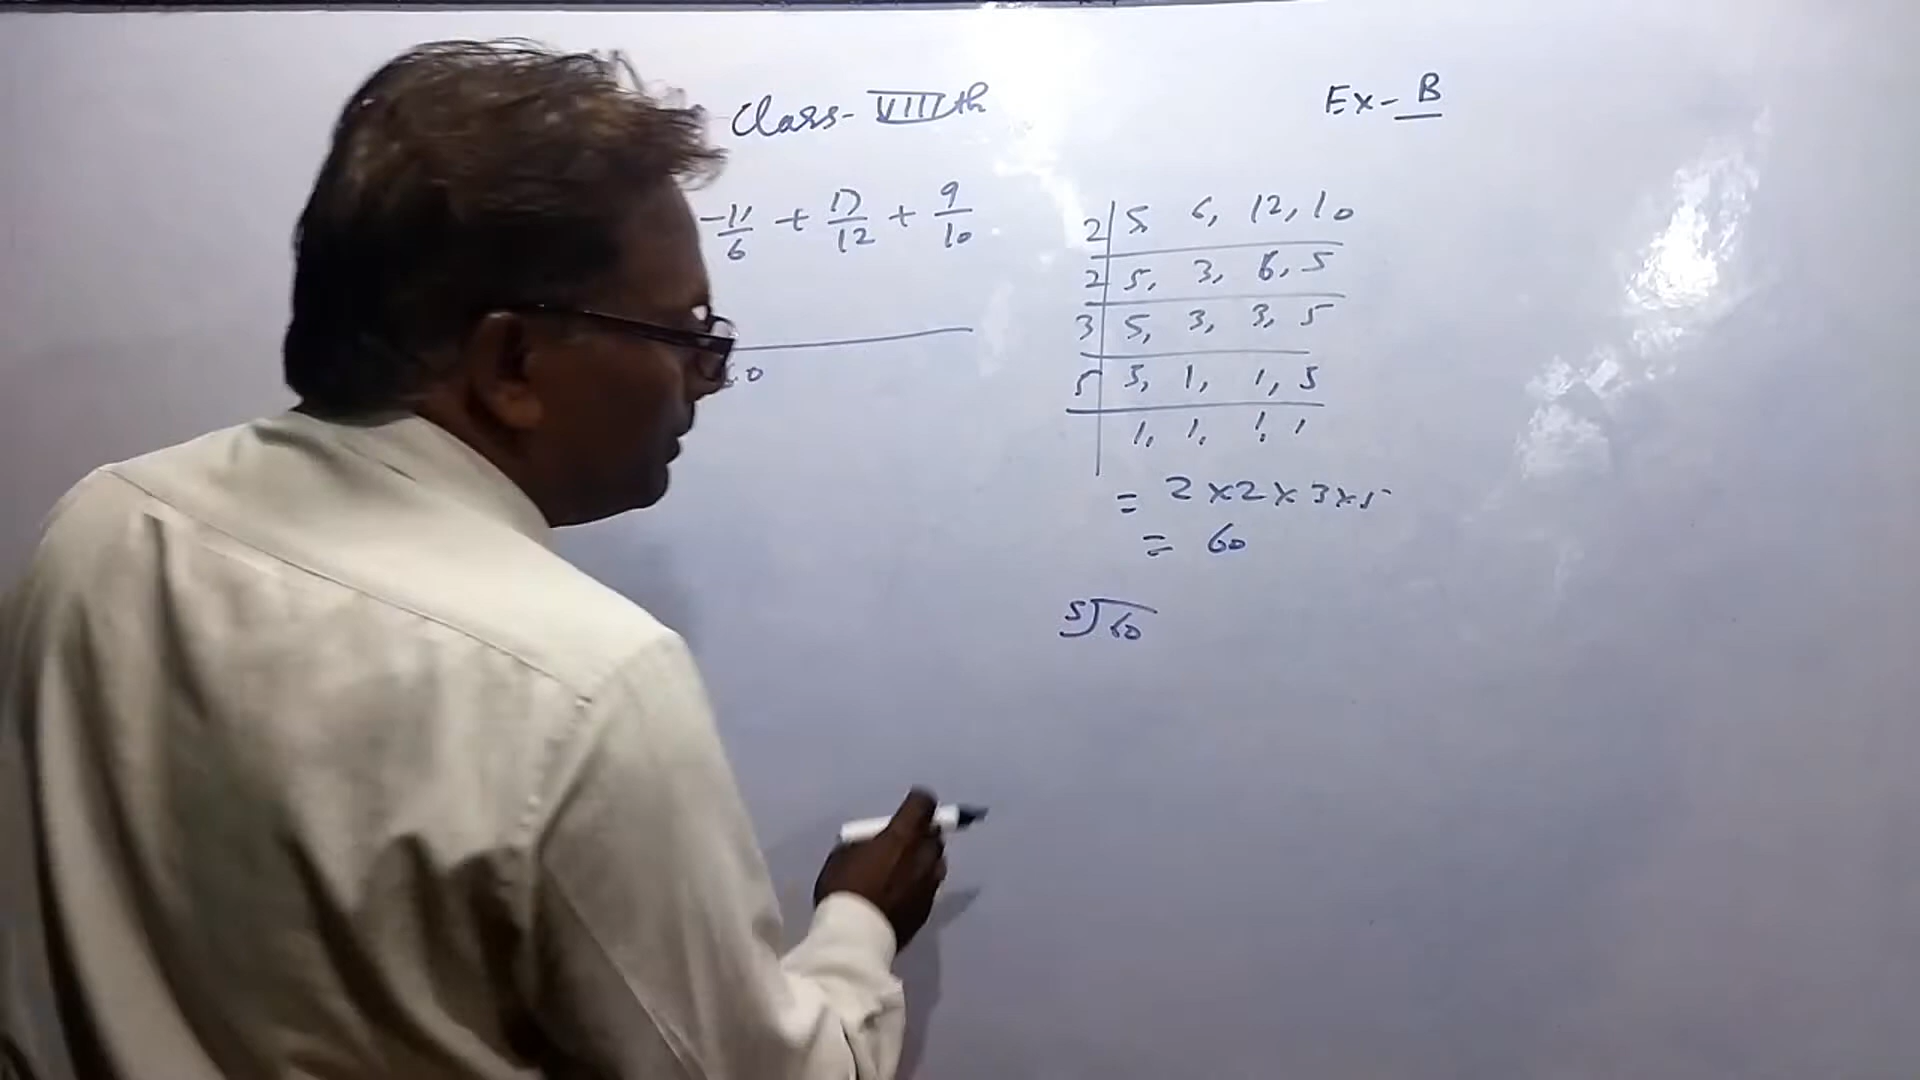 Class- VIIIth
Ex- B
-11/6 + 17/12 + 9/10
60
2 | 5, 6, 12, 10
2 | 5, 3, 6, 5
3 | 5, 3, 3, 5
5 | 5, 1, 1, 5
1, 1, 1, 1
= 2 × 2 × 3 × 5
= 60
5)60